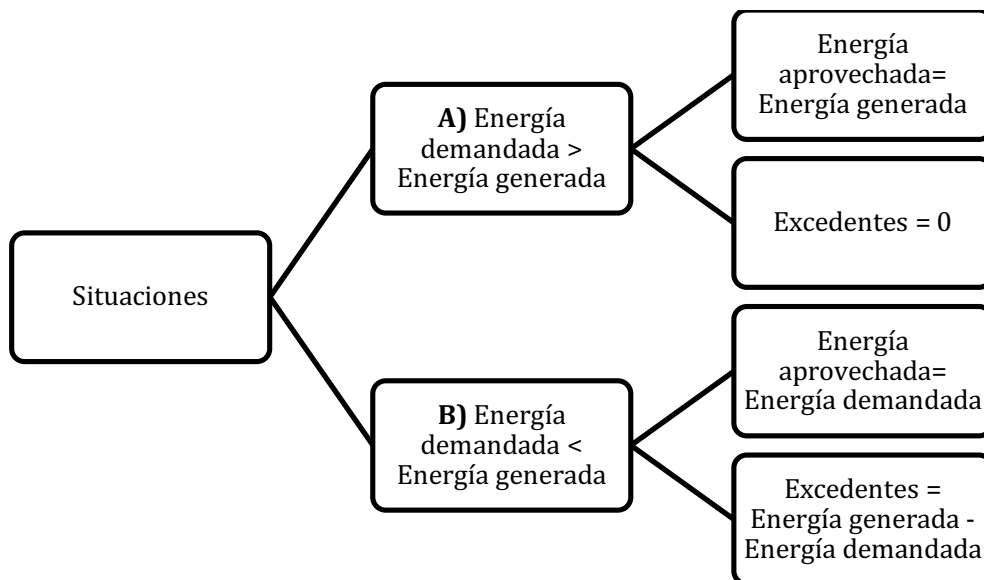 Situaciones
A) Energía
demandada >
Energía generada
Energía
aprovechada=
Energía generada
Excedentes = 0
B) Energía
demandada <
Energía generada
Energía
aprovechada=
Energía demandada
Excedentes =
Energía generada -
Energía demandada